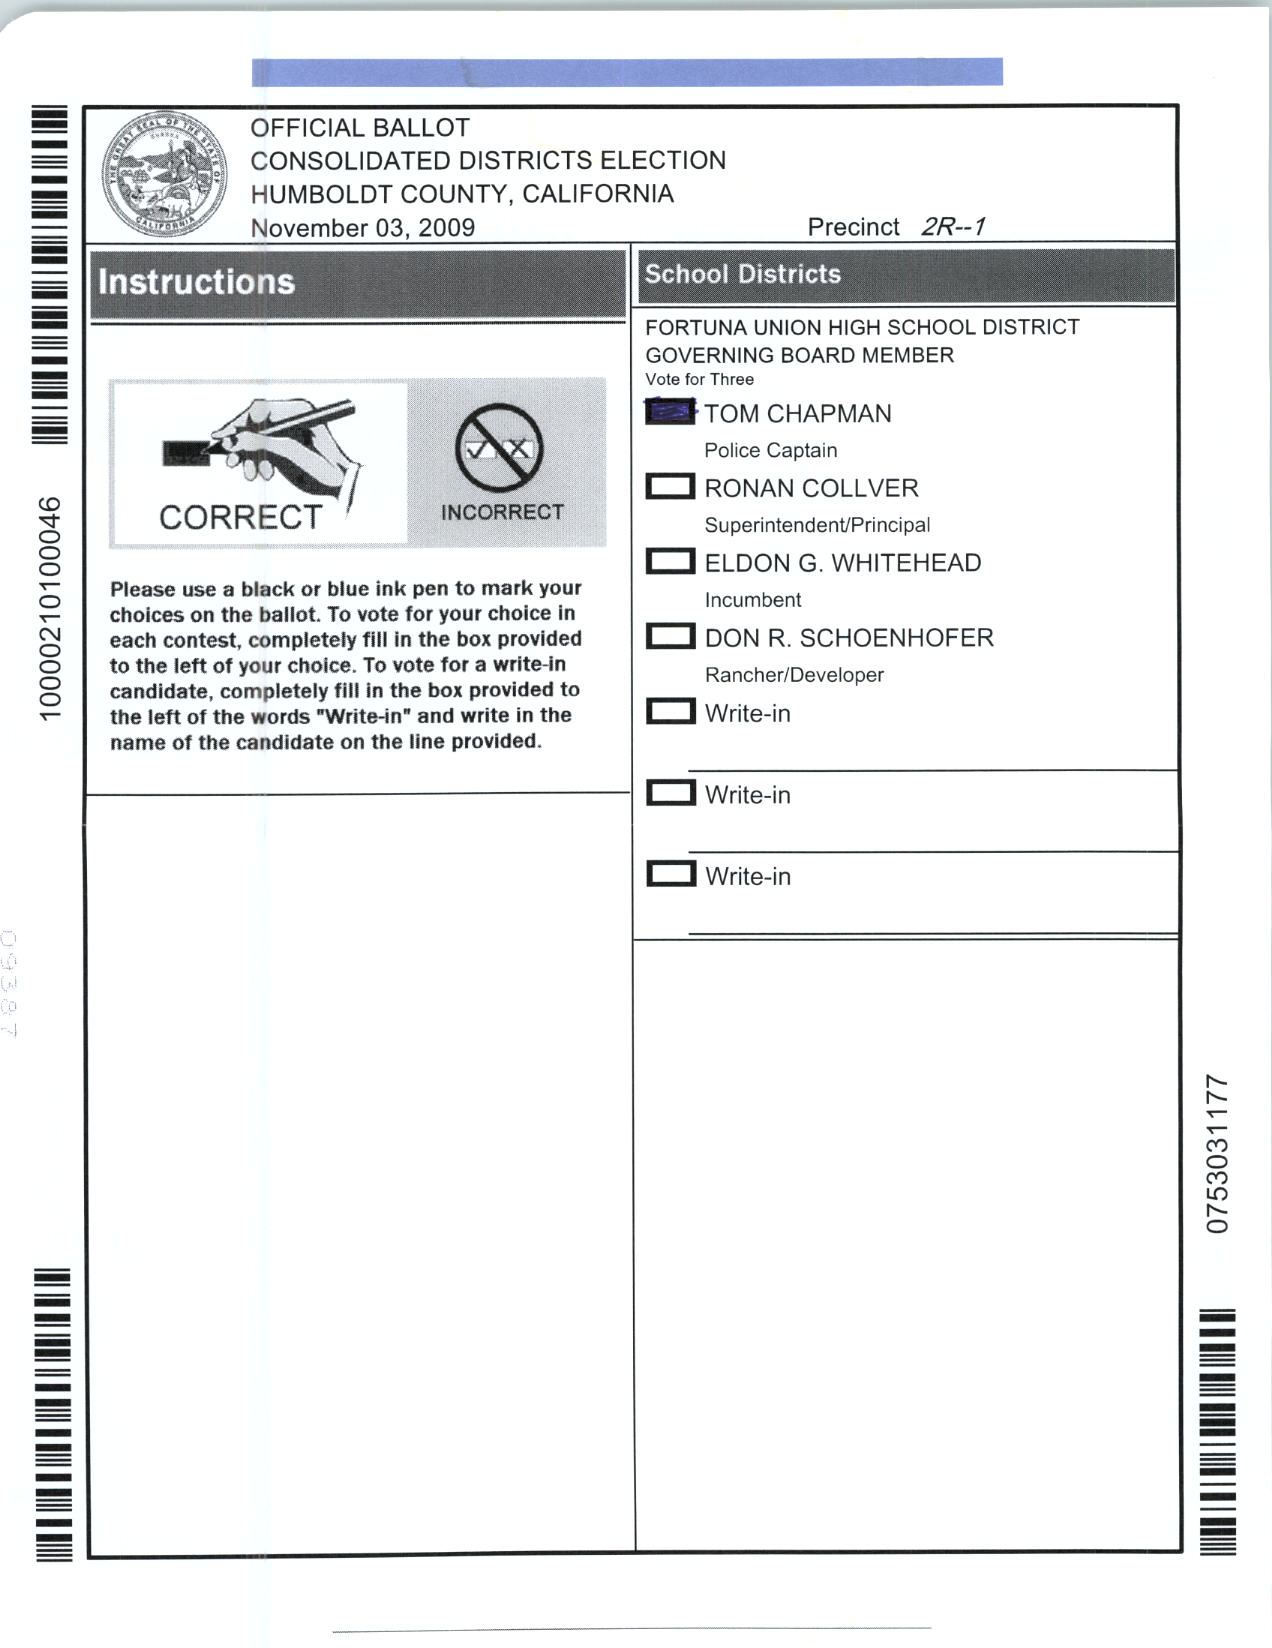 OFFICIAL BALLOT
CONSOLIDATED DISTRICTS ELECTION
HUMBOLDT COUNTY, CALIFORNIA
November 03, 2009
Precinct 2R--1
THE GREAT SEAL OF THE STATE OF CALIFORNIA
EUREKA
Instructions
CORRECT
INCORRECT
Please use a black or blue ink pen to mark your
choices on the ballot. To vote for your choice in
each contest, completely fill in the box provided
to the left of your choice. To vote for a write-in
candidate, completely fill in the box provided to
the left of the words "Write-in" and write in the
name of the candidate on the line provided.
School Districts
FORTUNA UNION HIGH SCHOOL DISTRICT
GOVERNING BOARD MEMBER
Vote for Three
TOM CHAPMAN
Police Captain
RONAN COLLVER
Superintendent/Principal
ELDON G. WHITEHEAD
Incumbent
DON R. SCHOENHOFER
Rancher/Developer
Write-in
Write-in
Write-in
10000210100046
09387
0753031177